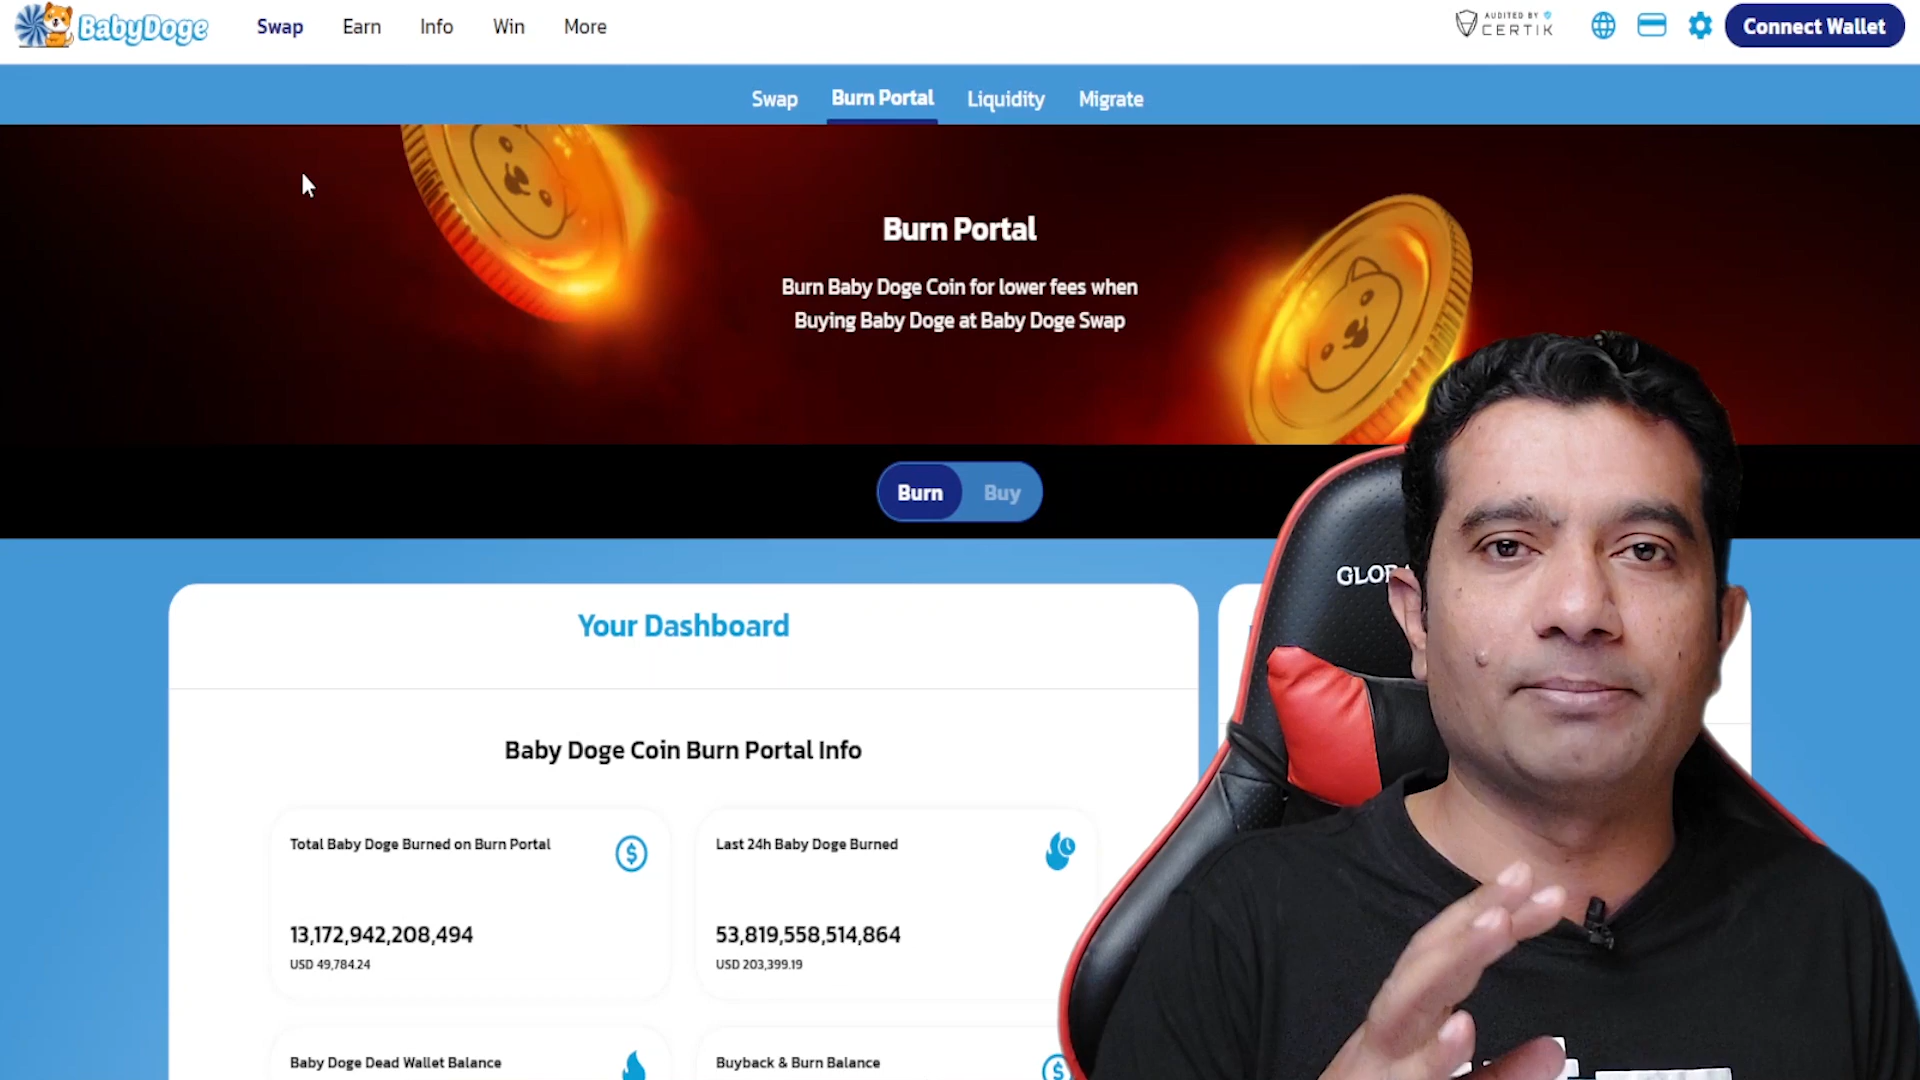 BabyDoge
Swap
Earn
Info
Win
More
AUDITED BY
CERTIK
Connect Wallet
Swap
Burn Portal
Liquidity
Migrate
Burn Portal
Burn Baby Doge Coin for lower fees when
Buying Baby Doge at Baby Doge Swap
Burn
Buy
Your Dashboard
Baby Doge Coin Burn Portal Info
Total Baby Doge Burned on Burn Portal
13,172,942,208,494
USD 49,784.24
Last 24h Baby Doge Burned
53,819,558,514,864
USD 203,399.19
Baby Doge Dead Wallet Balance
Buyback & Burn Balance